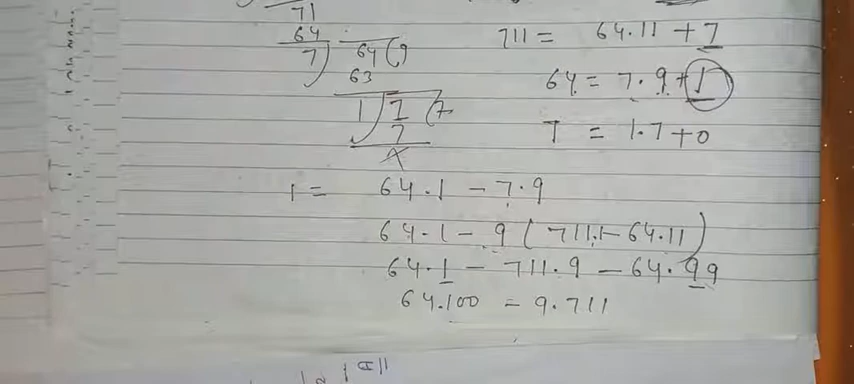 71
64
7 ) 64 ( 9
63
1 ) 7 ( 7
7
X
711 = 64.11 + 7
64 = 7.9 + 1
7 = 1.7 + 0
1 = 64.1 - 7.9
64.1 - 9 ( 711.1 - 64.11 )
64.1 - 711.9 - 64.99
64.100 = 9.711